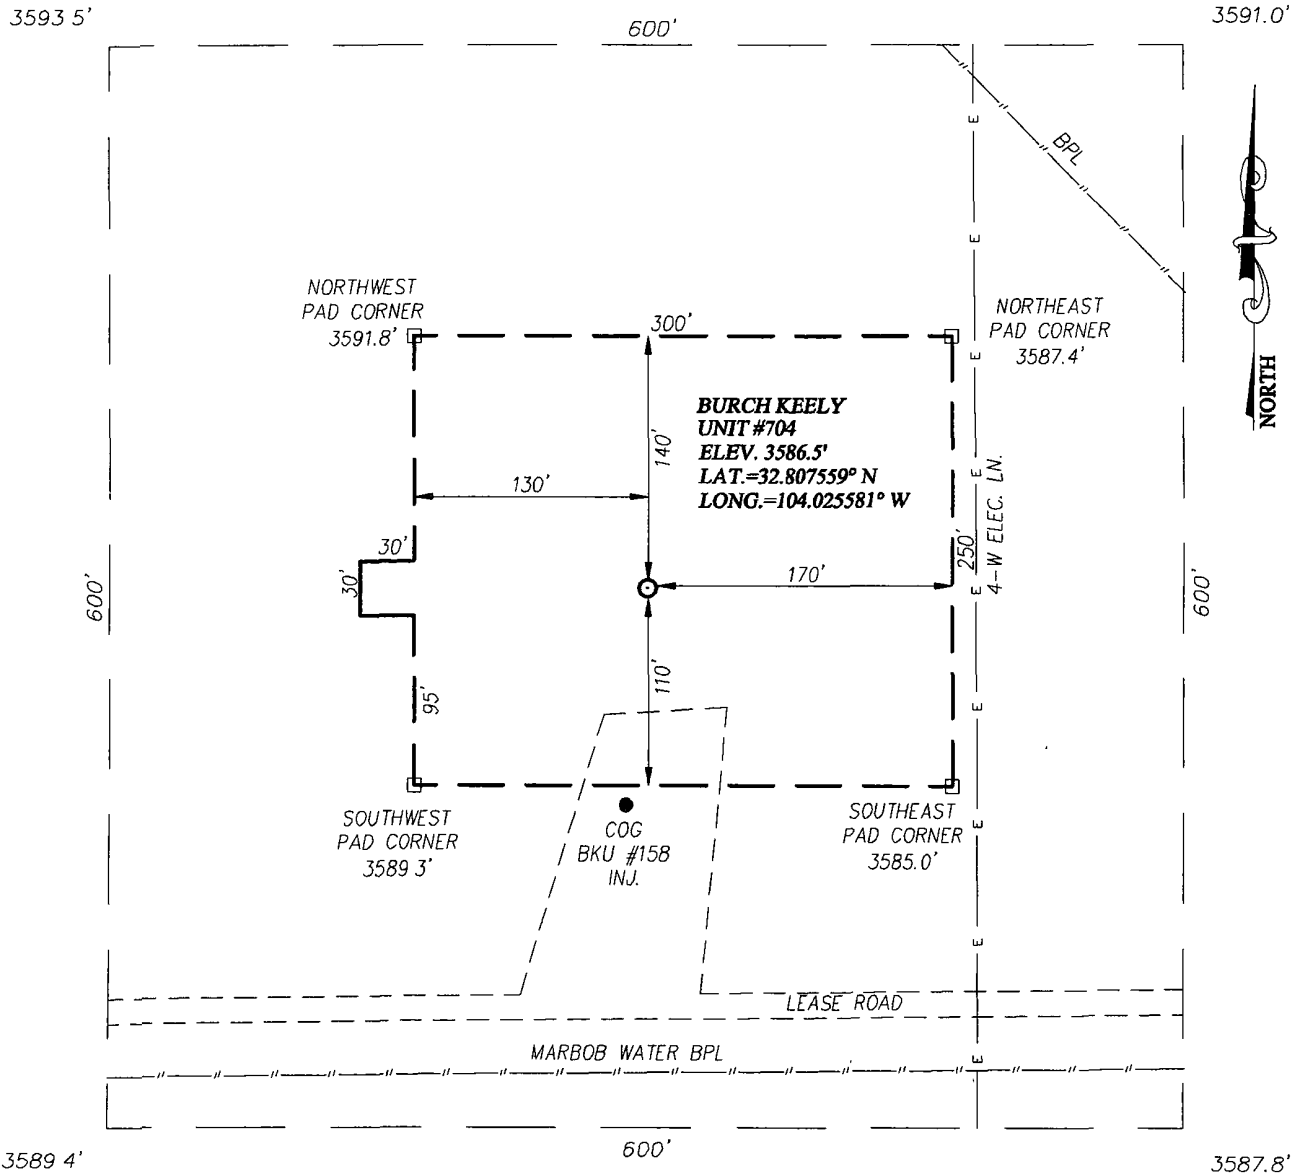 3593 5'
600'
3591.0'
BPL
NORTH
NORTHWEST
PAD CORNER
3591.8'
300'
NORTHEAST
PAD CORNER
3587.4'
BURCH KEELY
UNIT #704
ELEV. 3586.5'
LAT.=32.807559° N
LONG.=104.025581° W
140'
130'
4-W ELEC. LN.
250'
30'
30'
170'
600'
600'
110'
95'
SOUTHWEST
PAD CORNER
3589 3'
COG
BKU #158
INJ.
SOUTHEAST
PAD CORNER
3585.0'
LEASE ROAD
MARBOB WATER BPL
E
E
E
E
E
E
E
E
E
3589 4'
600'
3587.8'